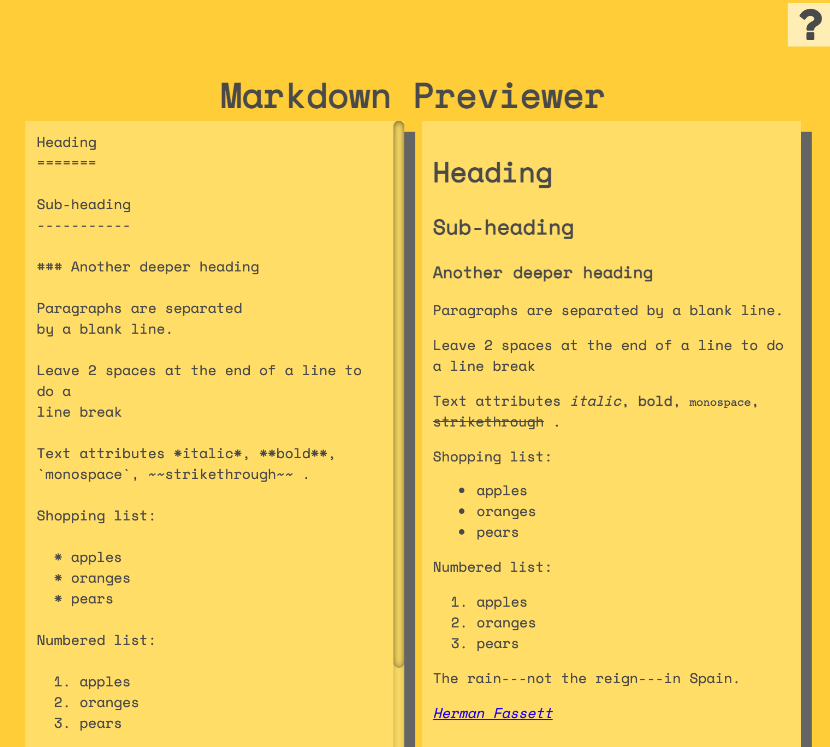 ?
Markdown Previewer
Heading
=======
Sub-heading
-----------
### Another deeper heading
Paragraphs are separated
by a blank line.
Leave 2 spaces at the end of a line to
do a
line break
Text attributes *italic*, **bold**,
`monospace`, ~~strikethrough~~ .
Shopping list:
* apples
* oranges
* pears
Numbered list:
1. apples
2. oranges
3. pears
Heading
Sub-heading
Another deeper heading
Paragraphs are separated by a blank line.
Leave 2 spaces at the end of a line to do
a line break
Text attributes italic, bold, monospace,
strikethrough .
Shopping list:
• apples
• oranges
• pears
Numbered list:
1. apples
2. oranges
3. pears
The rain---not the reign---in Spain.
Herman Fassett